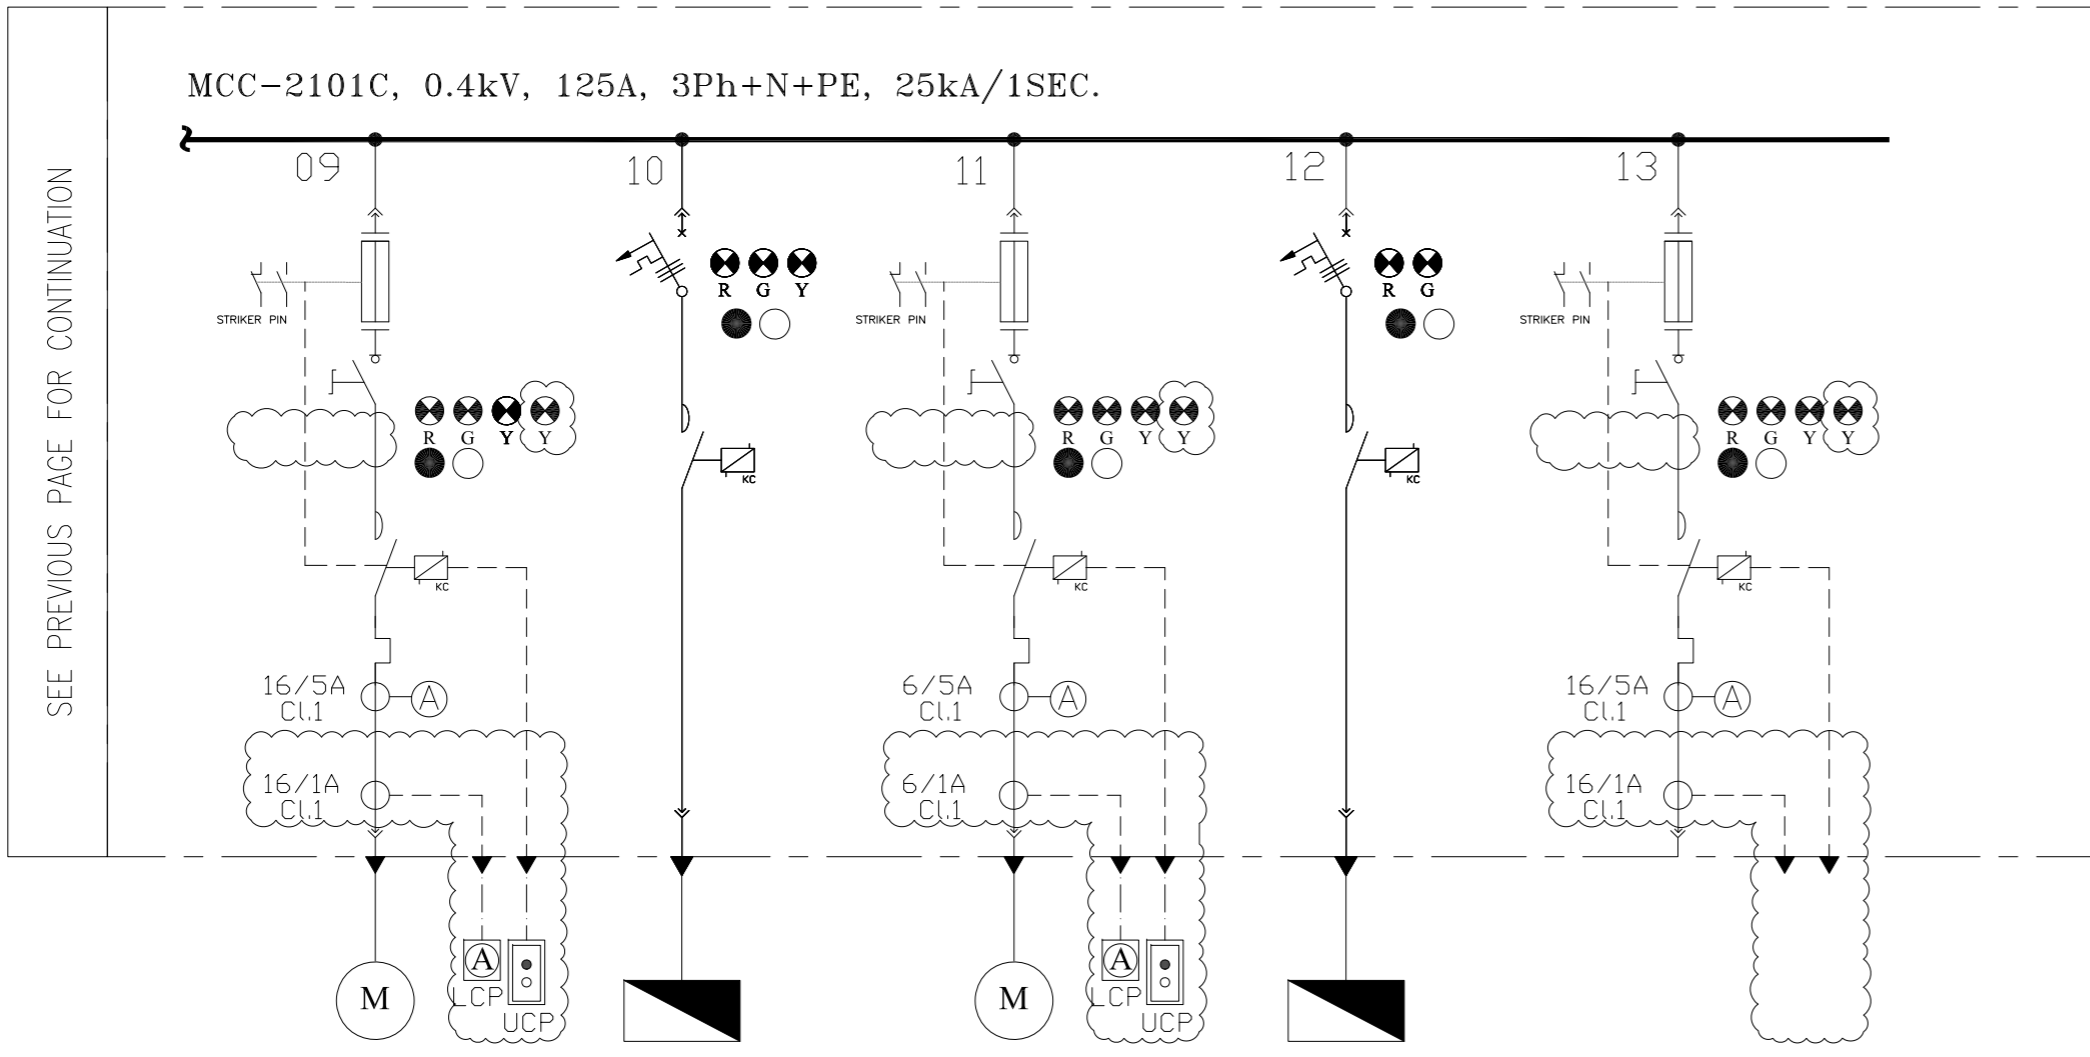 SEE PREVIOUS PAGE FOR CONTINUATION
MCC-2101C, 0.4kV, 125A, 3Ph+N+PE, 25kA/1SEC.
09
10
11
12
13
STRIKER PIN
R G Y
STRIKER PIN
R G
STRIKER PIN
R G Y Y
R G Y Y
R G Y Y
KC
KC
KC
KC
KC
16/5A
Cl.1
A
6/5A
Cl.1
A
16/5A
Cl.1
A
16/1A
Cl.1
6/1A
Cl.1
16/1A
Cl.1
M
A
LCP
UCP
M
A
LCP
UCP